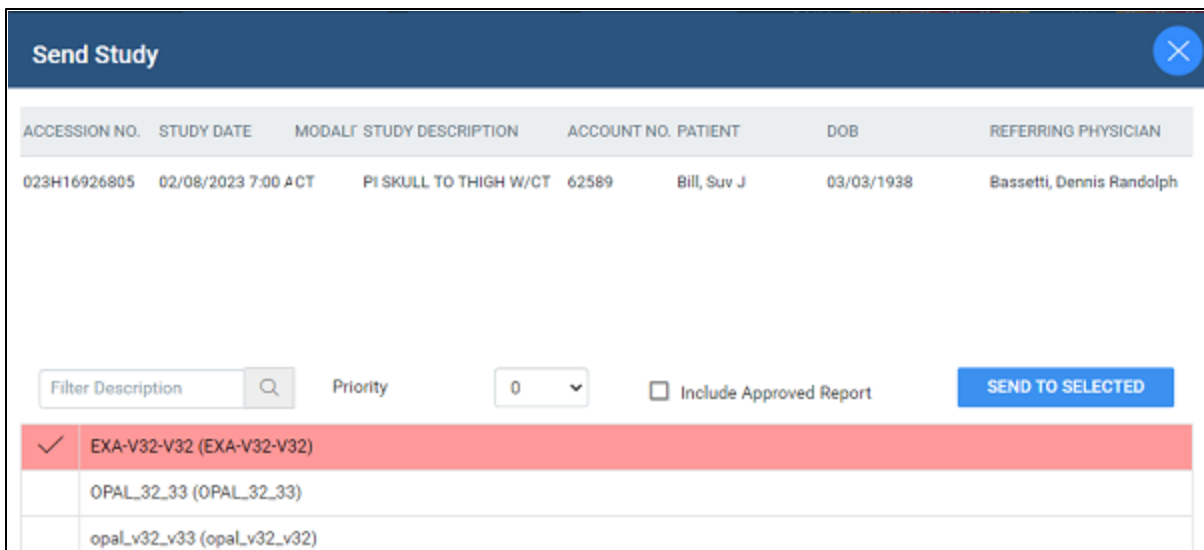 Send Study
ACCESSION NO. STUDY DATE MODALI STUDY DESCRIPTION ACCOUNT NO. PATIENT DOB REFERRING PHYSICIAN
023H16926805 02/08/2023 7:00 A CT PI SKULL TO THIGH W/CT 62589 Bill, Suv J 03/03/1938 Bassetti, Dennis Randolph
Filter Description Priority 0 Include Approved Report SEND TO SELECTED
EXA-V32-V32 (EXA-V32-V32)
OPAL_32_33 (OPAL_32_33)
opal_v32_v33 (opal_v32_v32)